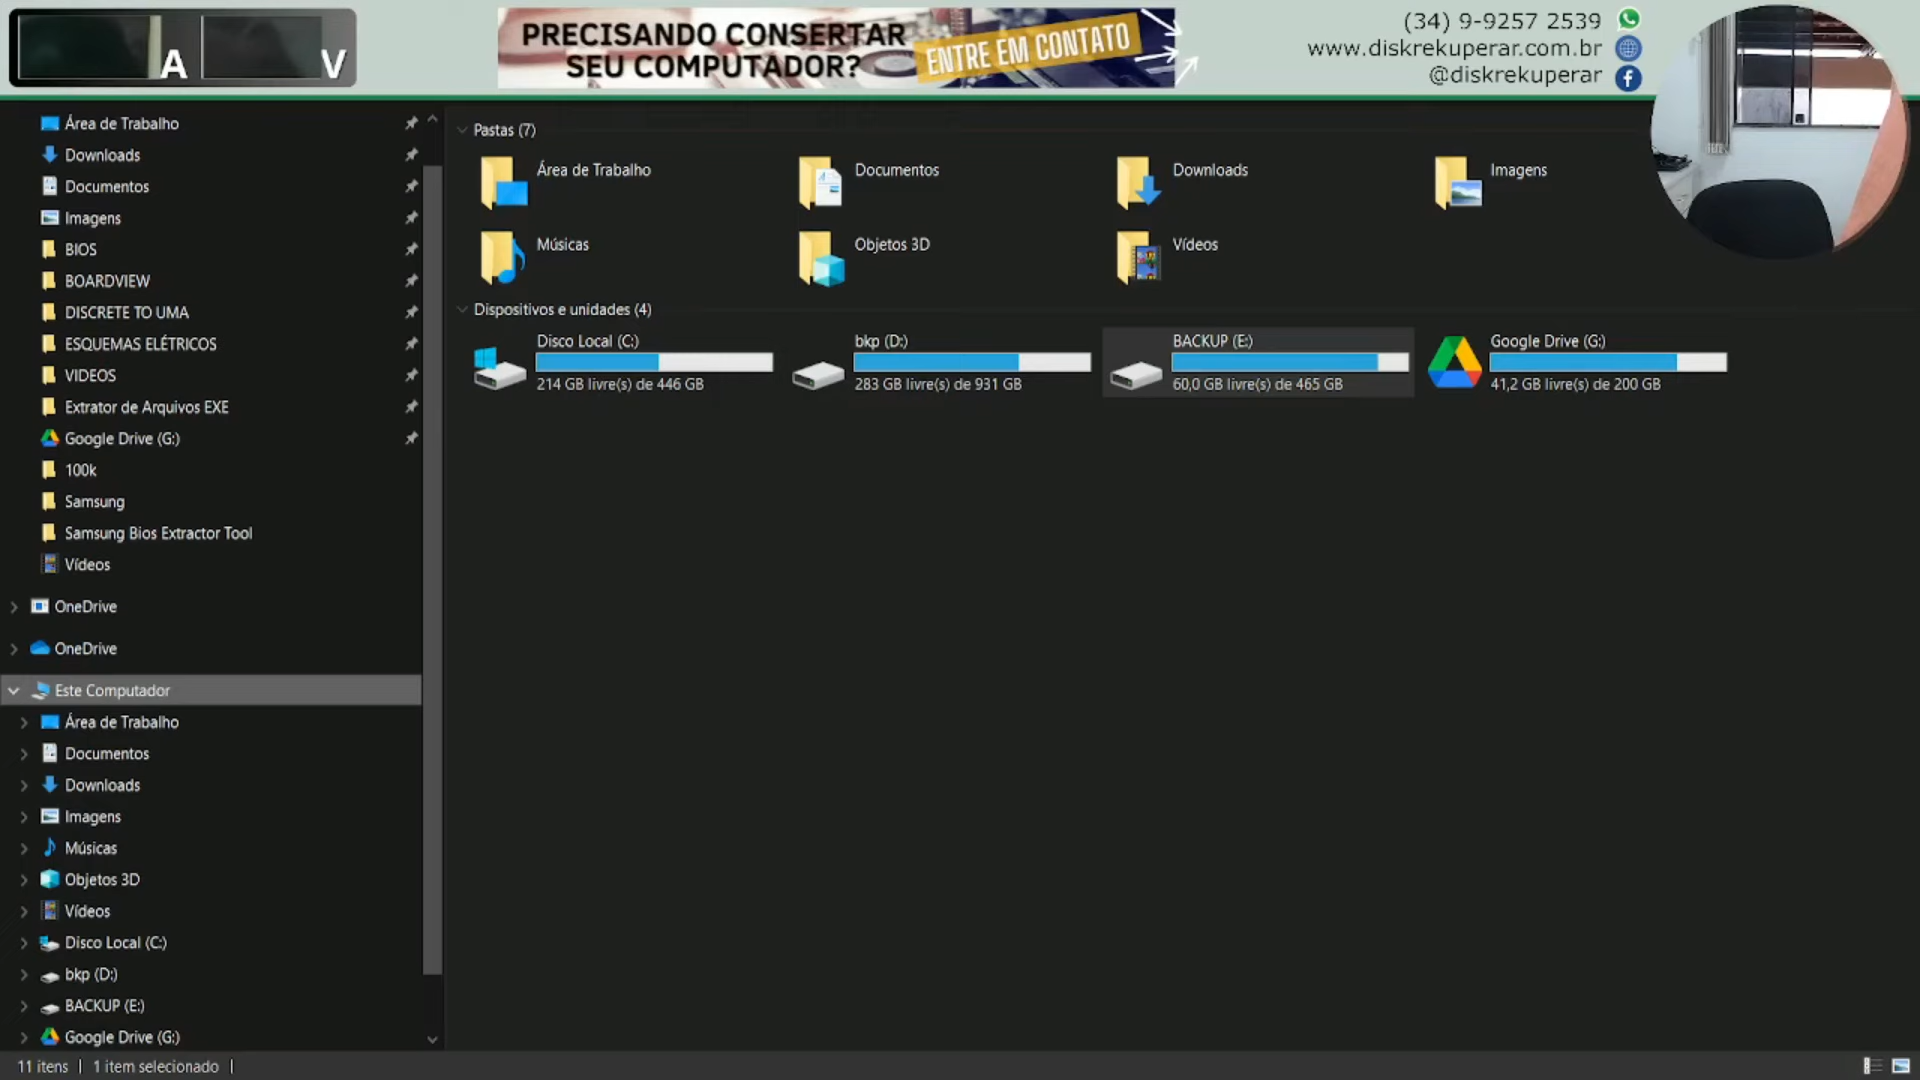 A
V
PRECISANDO CONSERTAR
SEU COMPUTADOR?
ENTRE EM CONTATO
(34) 9-9257 2539
www.diskrekuperar.com.br
@diskrekuperar
Área de Trabalho
Downloads
Documentos
Imagens
BIOS
BOARDVIEW
DISCRETE TO UMA
ESQUEMAS ELÉTRICOS
VIDEOS
Extrator de Arquivos EXE
Google Drive (G:)
100k
Samsung
Samsung Bios Extractor Tool
Vídeos
OneDrive
OneDrive
Este Computador
Área de Trabalho
Documentos
Downloads
Imagens
Músicas
Objetos 3D
Vídeos
Disco Local (C:)
bkp (D:)
BACKUP (E:)
Google Drive (G:)
Pastas (7)
Área de Trabalho
Documentos
Downloads
Imagens
Músicas
Objetos 3D
Vídeos
Dispositivos e unidades (4)
Disco Local (C:)
214 GB livre(s) de 446 GB
bkp (D:)
283 GB livre(s) de 931 GB
BACKUP (E:)
60,0 GB livre(s) de 465 GB
Google Drive (G:)
41,2 GB livre(s) de 200 GB
11 itens
1 item selecionado